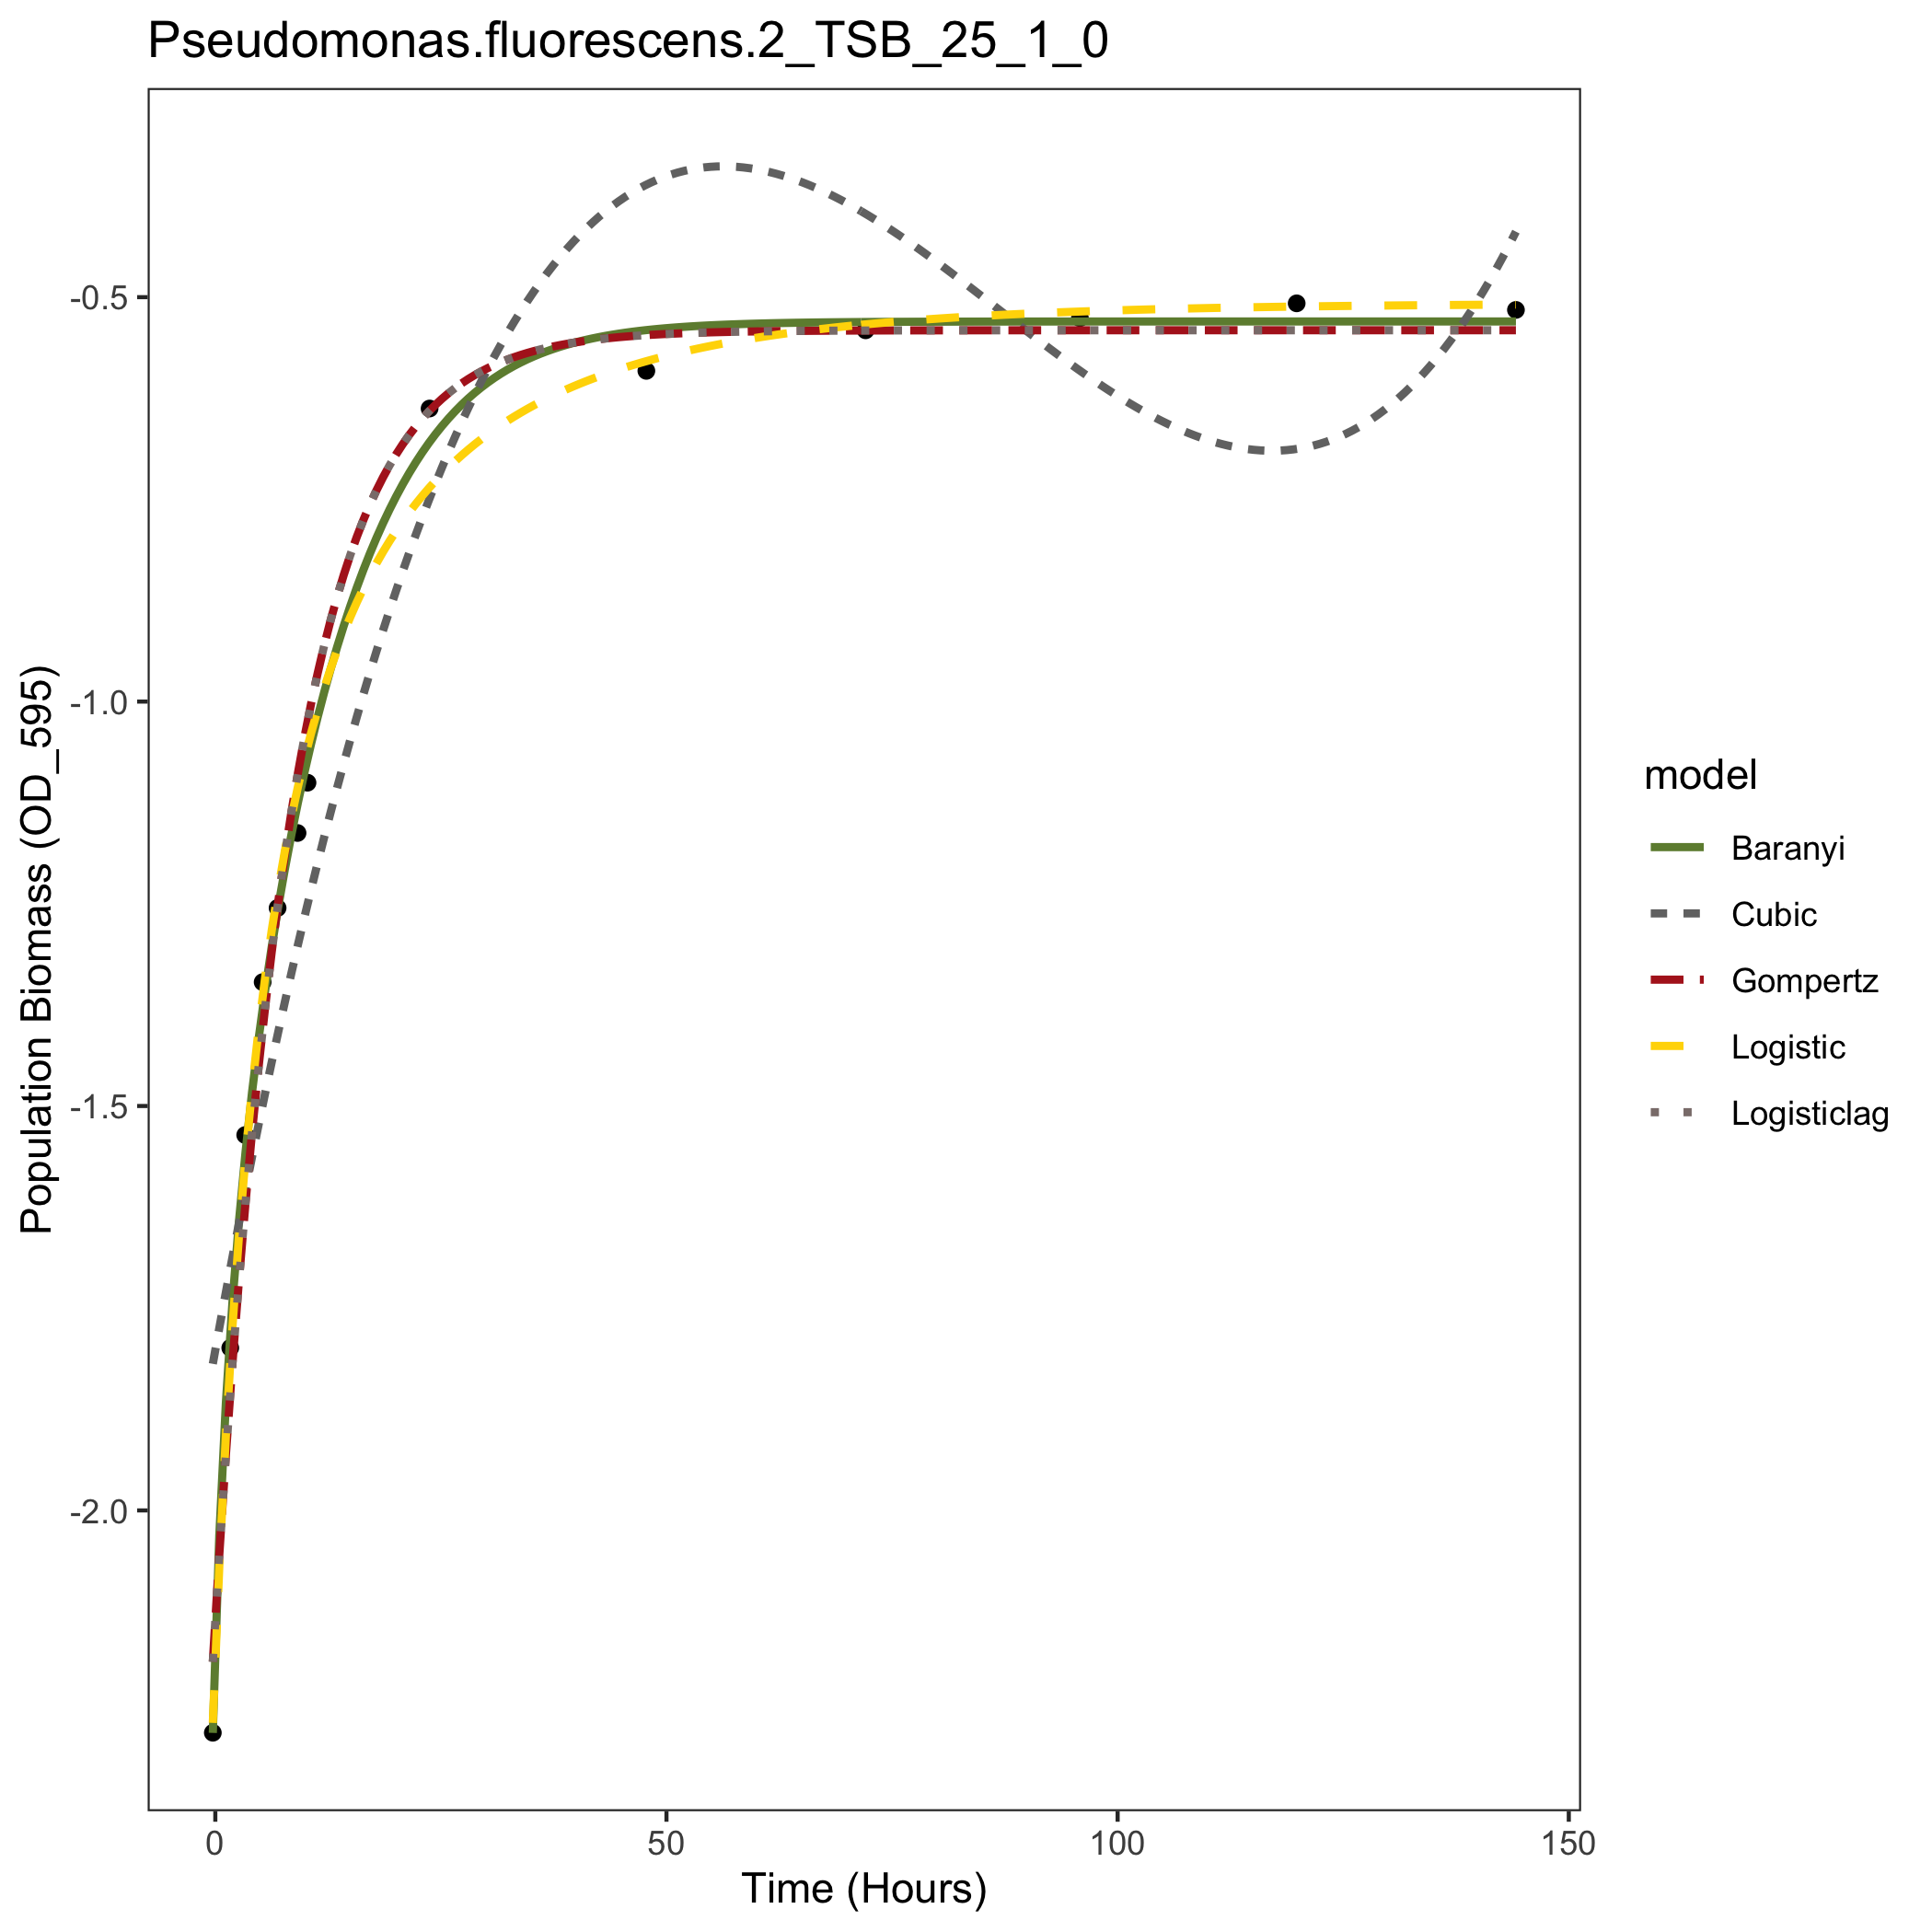 Pseudomonas.fluorescens.2_TSB_25_1_0
Population Biomass (OD_595)
-0.5
-1.0
-1.5
-2.0
0
50
100
150
Time (Hours)
model
Baranyi
Cubic
Gompertz
Logistic
Logisticlag